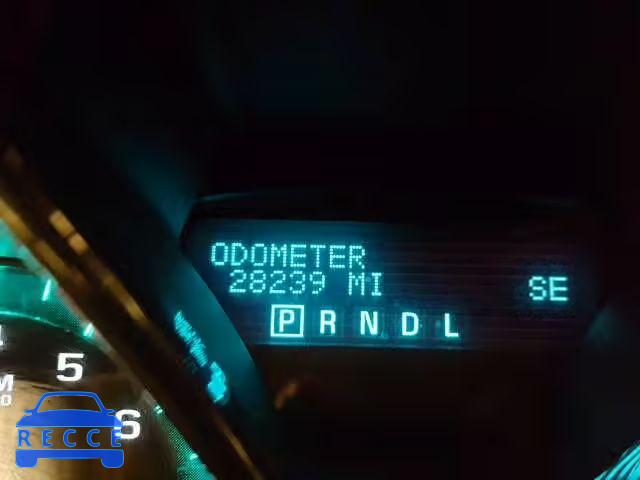 ODOMETER
28239 MI
SE
P R N D L
5
6
RECCE